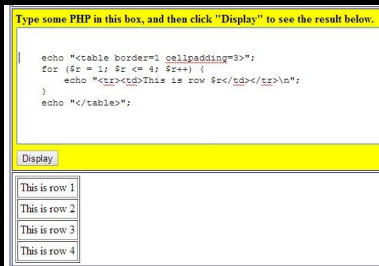 Type some PHP in this box, and then click "Display" to see the result below.
echo "<table border=1 cellpadding=3>";
for ($r = 1; $r <= 4; $r++) {
echo "<tr><td>This is row $r</td></tr>\n";
}
echo "</table>";
Display
This is row 1
This is row 2
This is row 3
This is row 4